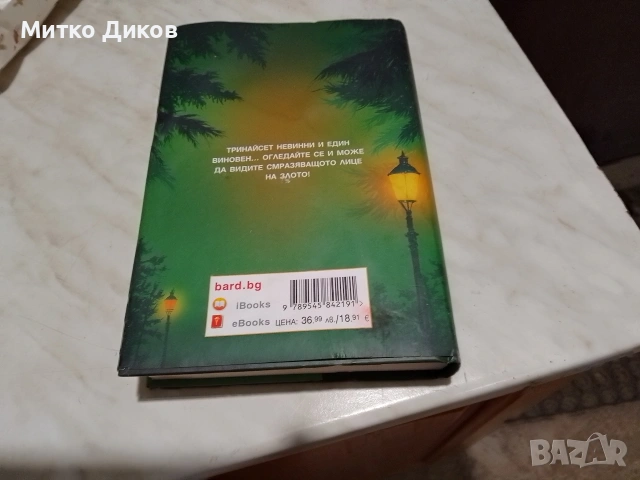 Митко Диков
ТРИНАЙСЕТ НЕВИННИ И ЕДИН
ВИНОВЕН... ОГЛЕДАЙТЕ СЕ И МОЖЕ
ДА ВИДИТЕ СМРАЗЯВАЩОТО ЛИЦЕ
НА ЗЛОТО!
bard.bg
iBooks
eBooks
9 789545 842191
ЦЕНА: 36,99 лв./18,91 €
BAZAR